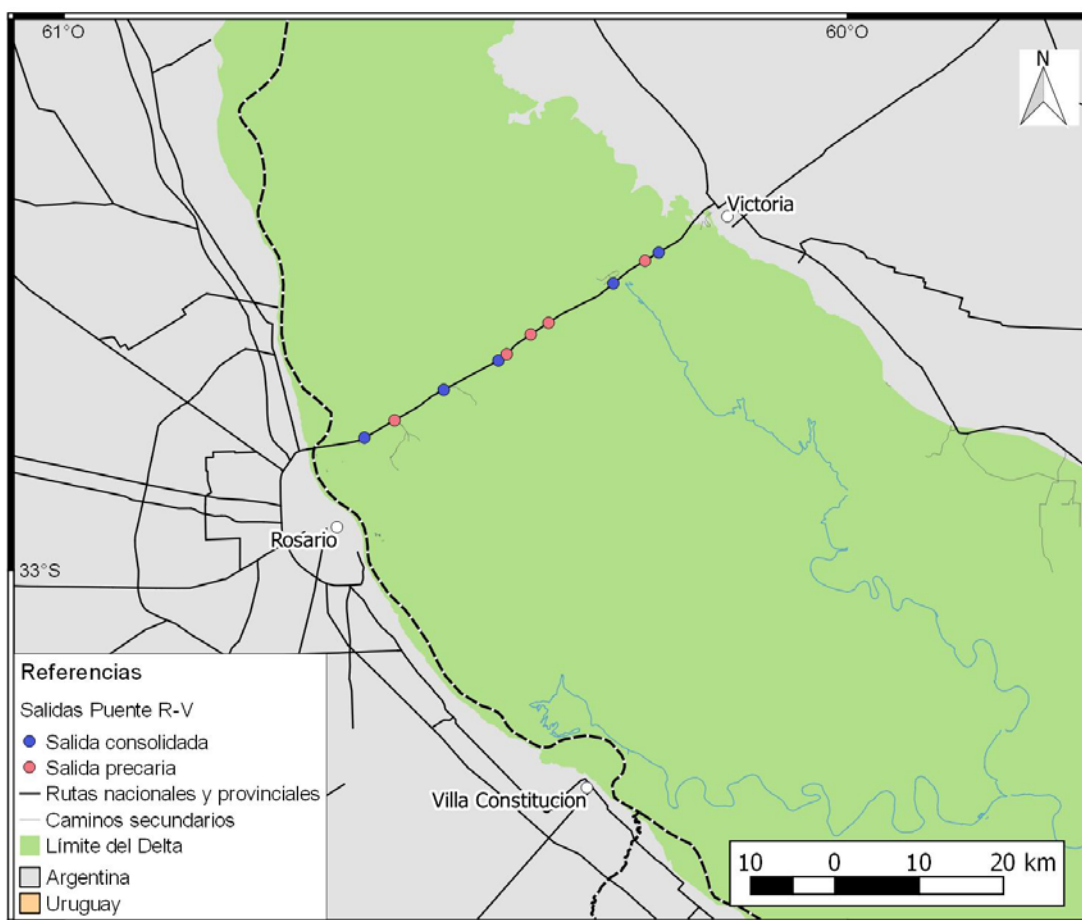 61°O
60°O
N
Victoria
Rosario
33°S
Referencias
Salidas Puente R-V
Salida consolidada
Salida precaria
Rutas nacionales y provinciales
Caminos secundarios
Límite del Delta
Argentina
Uruguay
Villa Constitución
10 0 10 20 km